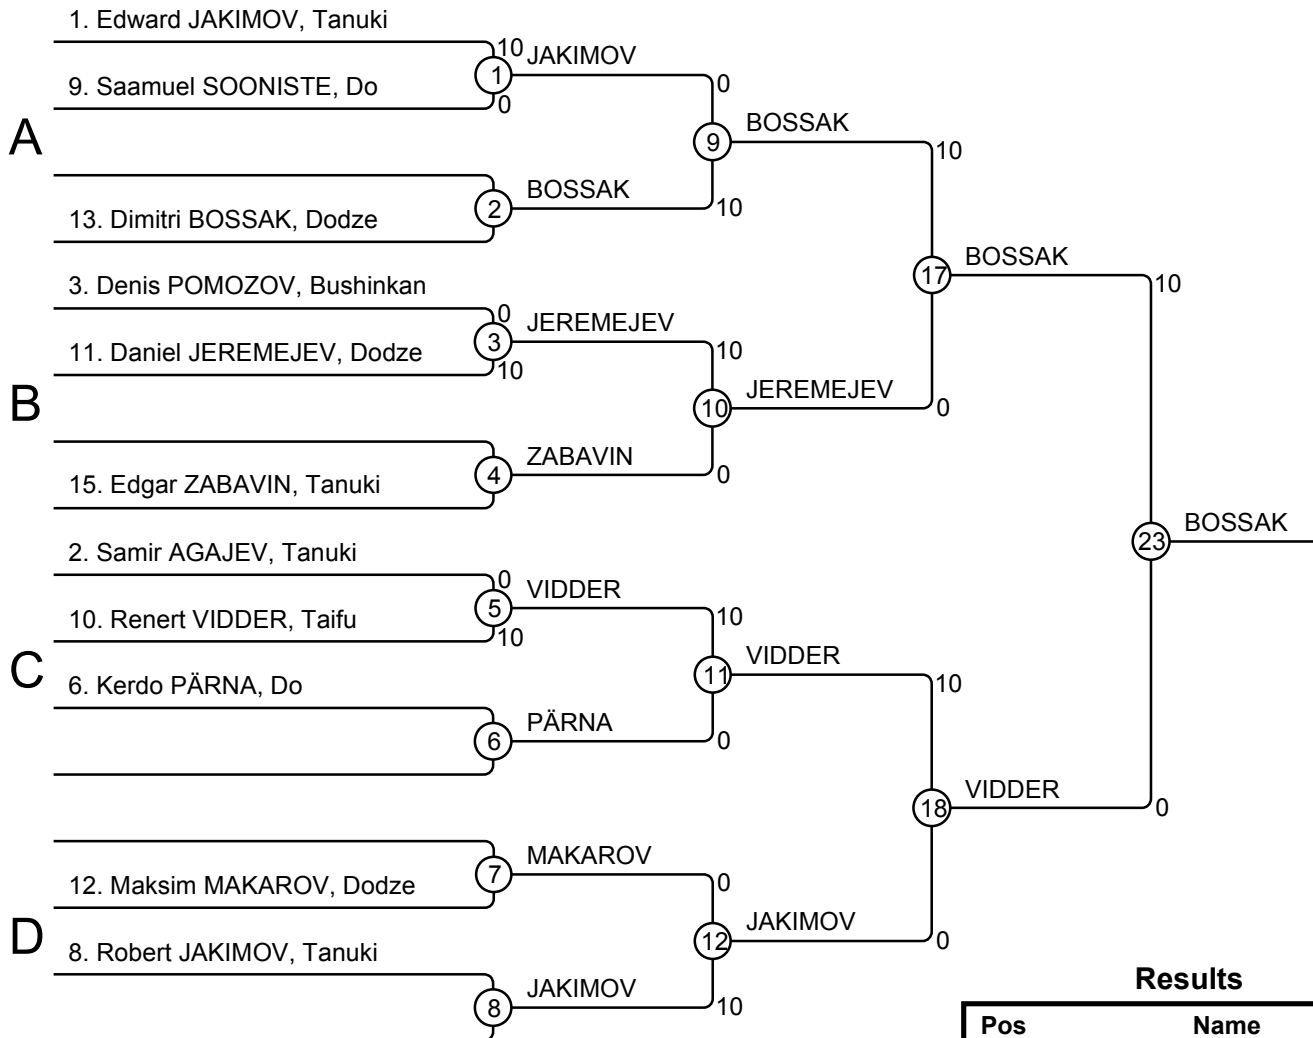 1. Edward JAKIMOV, Tanuki
10
JAKIMOV
1
0
9. Saamuel SOONISTE, Do
0
A
BOSSAK
9
10
BOSSAK
2
10
13. Dimitri BOSSAK, Dodze
BOSSAK
17
10
3. Denis POMOZOV, Bushinkan
0
JEREMEJEV
3
10
11. Daniel JEREMEJEV, Dodze
10
B
JEREMEJEV
10
0
ZABAVIN
4
0
15. Edgar ZABAVIN, Tanuki
BOSSAK
23
2. Samir AGAJEV, Tanuki
0
VIDDER
5
10
10. Renert VIDDER, Taifu
10
C
VIDDER
11
10
6. Kerdo PÄRNA, Do
PÄRNA
6
0
VIDDER
18
0
MAKAROV
7
0
12. Maksim MAKAROV, Dodze
D
JAKIMOV
12
0
8. Robert JAKIMOV, Tanuki
JAKIMOV
8
10
Results
Pos Name